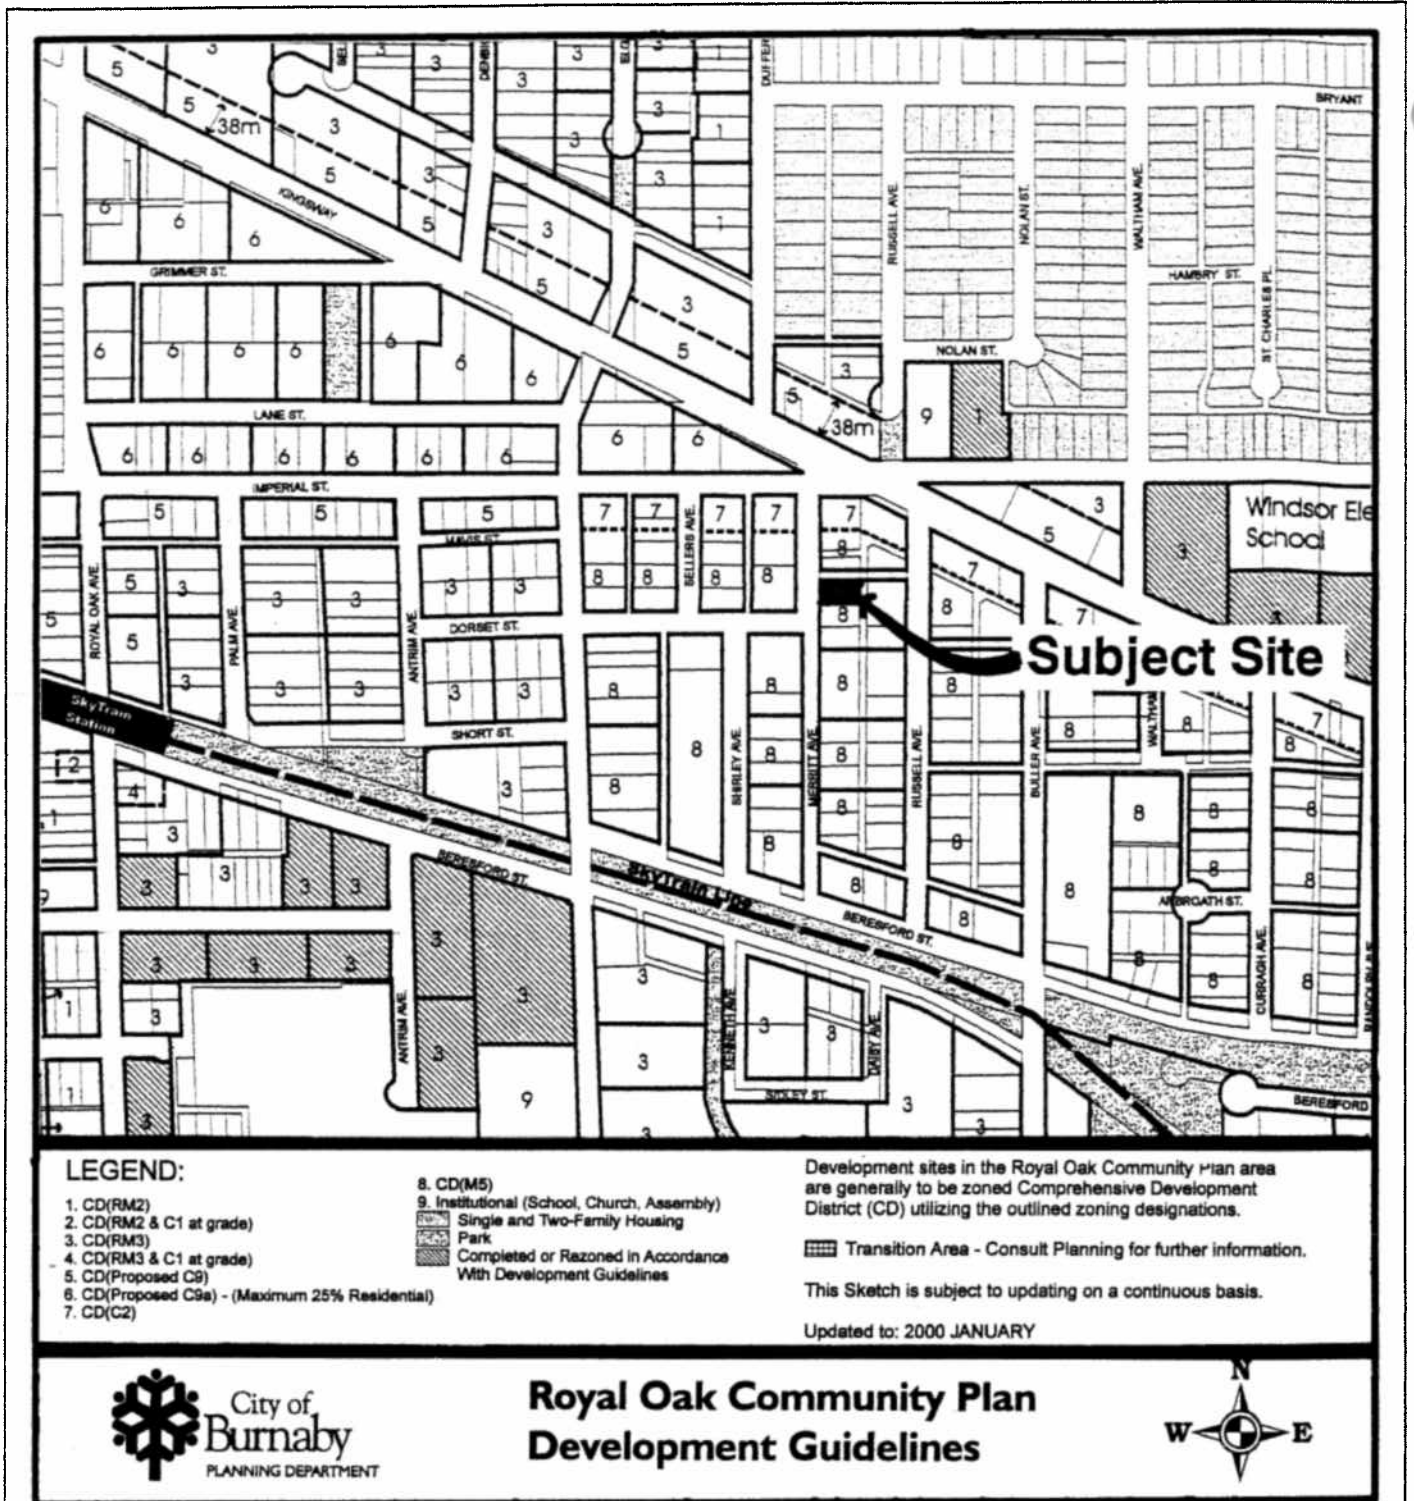 BRYANT
38m
KINGSWAY
GRIMMER ST.
RUSSELL AVE.
NOLAN ST.
WALTHAM AVE.
HAMBRY ST.
ST. CHARLES PL.
NOLAN ST.
LANE ST.
38m
IMPERIAL ST.
Windsor Ele
School
MAVIS ST.
SELLERS AVE.
ROYAL OAK AVE.
PALM AVE.
ANTRIM AVE.
DORSET ST.
Subject Site
SkyTrain
Station
SHORT ST.
SHIRLEY AVE.
MERRITT AVE.
RUSSELL AVE.
BULLER AVE.
WALTHAM
BERESFORD ST.
SkyTrain Line
BERESFORD ST.
ARBROATH ST.
CURRAGH AVE.
RANDOLPH AVE
ANTRIM AVE.
KENNETH AVE.
DAISY AVE.
SIDLEY ST.
BERESFORD
LEGEND:
1. CD(RM2)
2. CD(RM2 & C1 at grade)
3. CD(RM3)
4. CD(RM3 & C1 at grade)
5. CD(Proposed C9)
6. CD(Proposed C9a) - (Maximum 25% Residential)
7. CD(C2)
8. CD(M5)
9. Institutional (School, Church, Assembly)
Single and Two-Family Housing
Park
Completed or Rezoned in Accordance
With Development Guidelines
Development sites in the Royal Oak Community Plan area
are generally to be zoned Comprehensive Development
District (CD) utilizing the outlined zoning designations.
Transition Area - Consult Planning for further information.
This Sketch is subject to updating on a continuous basis.
Updated to: 2000 JANUARY
City of
Burnaby
PLANNING DEPARTMENT
Royal Oak Community Plan
Development Guidelines
N
W E
S